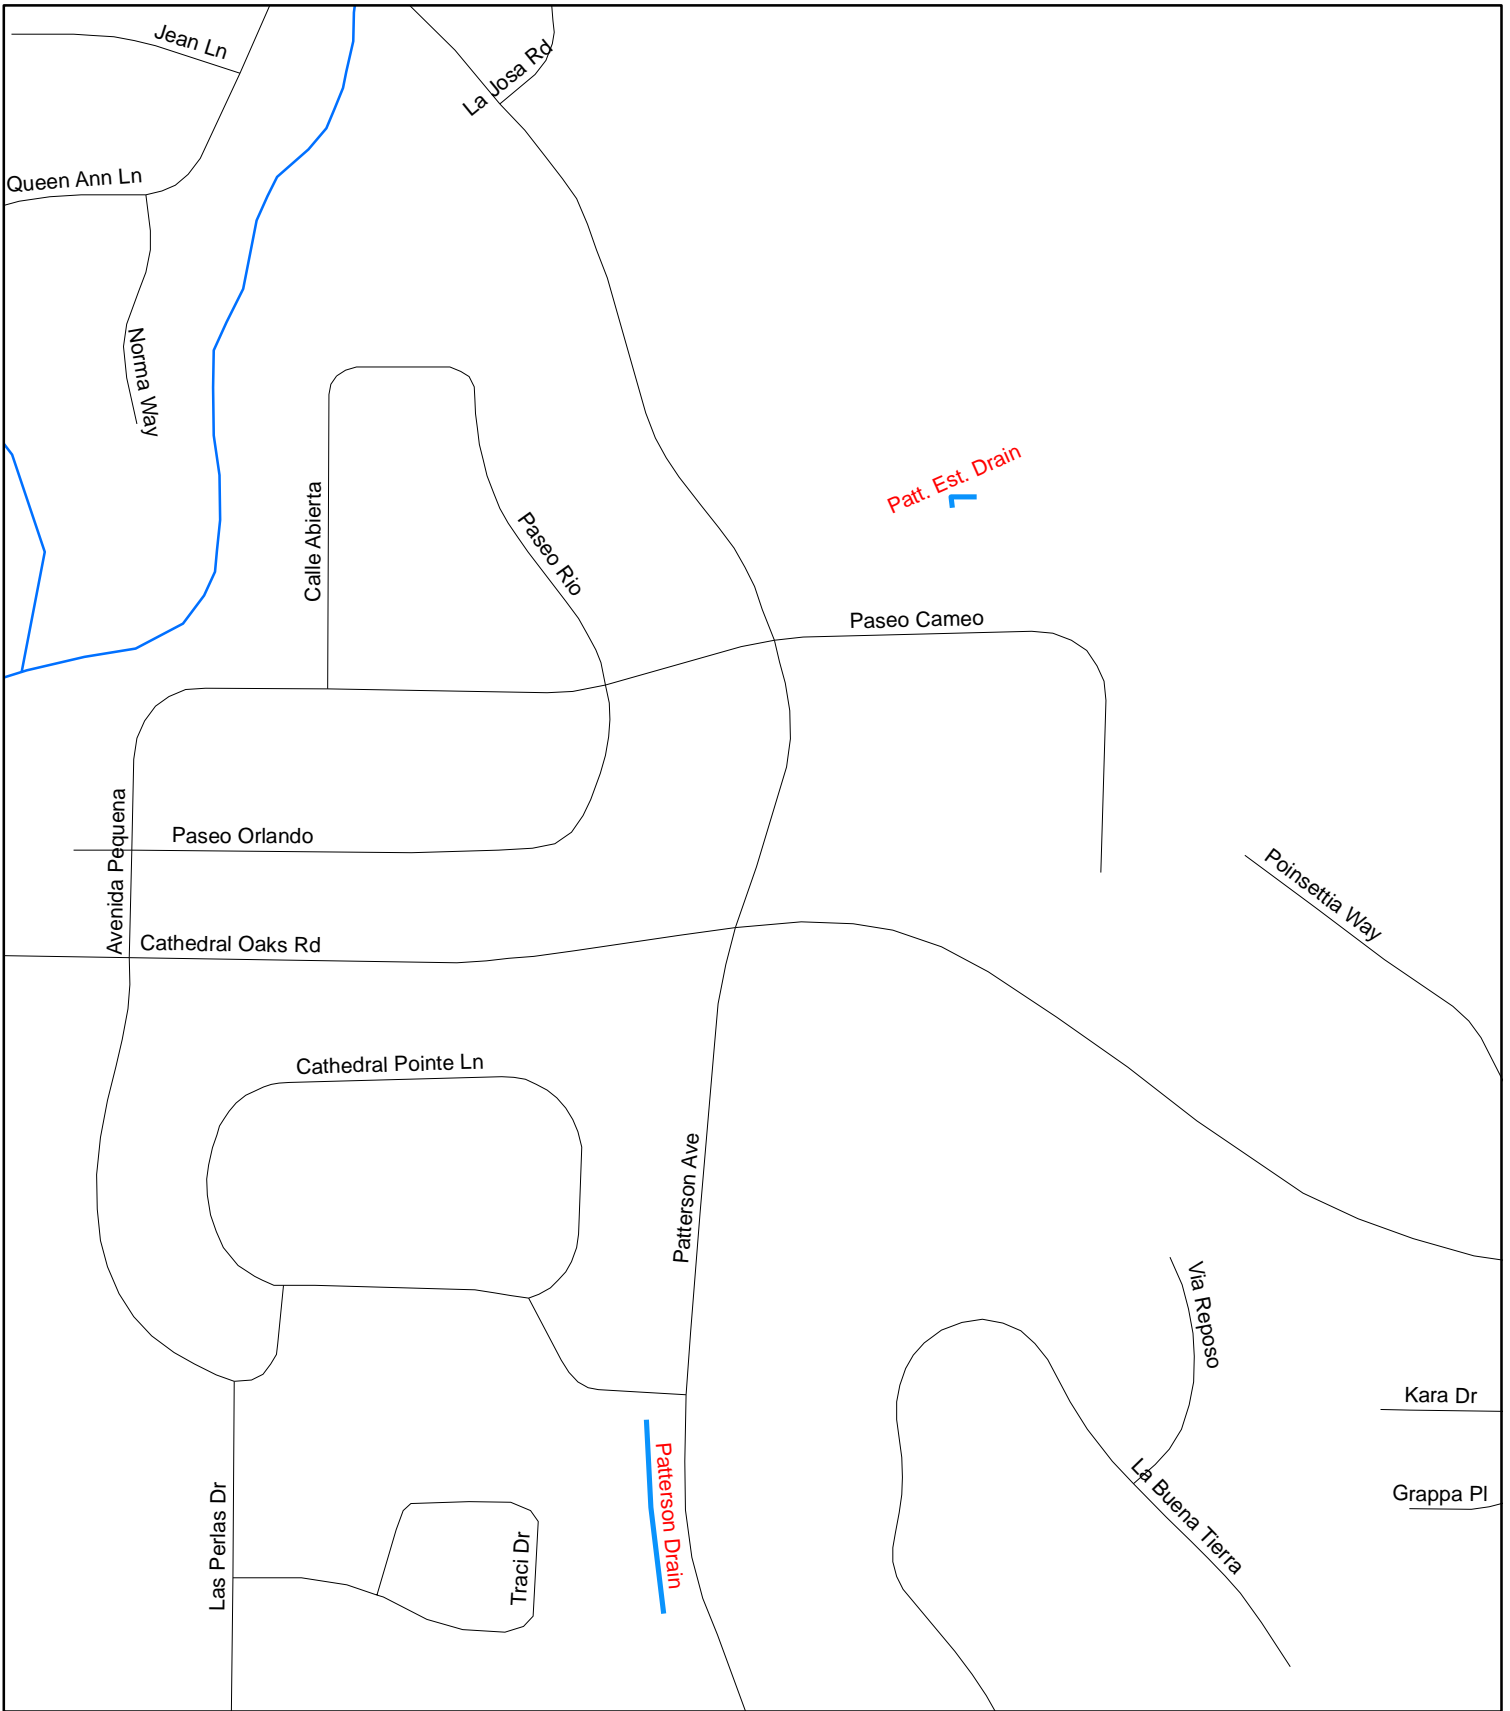 Jean Ln
La Josa Rd
Queen Ann Ln
Norma Way
Patt. Est. Drain
Calle Abierta
Paseo Rio
Paseo Cameo
Avenida Pequena
Paseo Orlando
Poinsettia Way
Cathedral Oaks Rd
Cathedral Pointe Ln
Patterson Ave
Via Reposo
Kara Dr
Patterson Drain
La Buena Tierra
Grappa Pl
Las Perlas Dr
Traci Dr